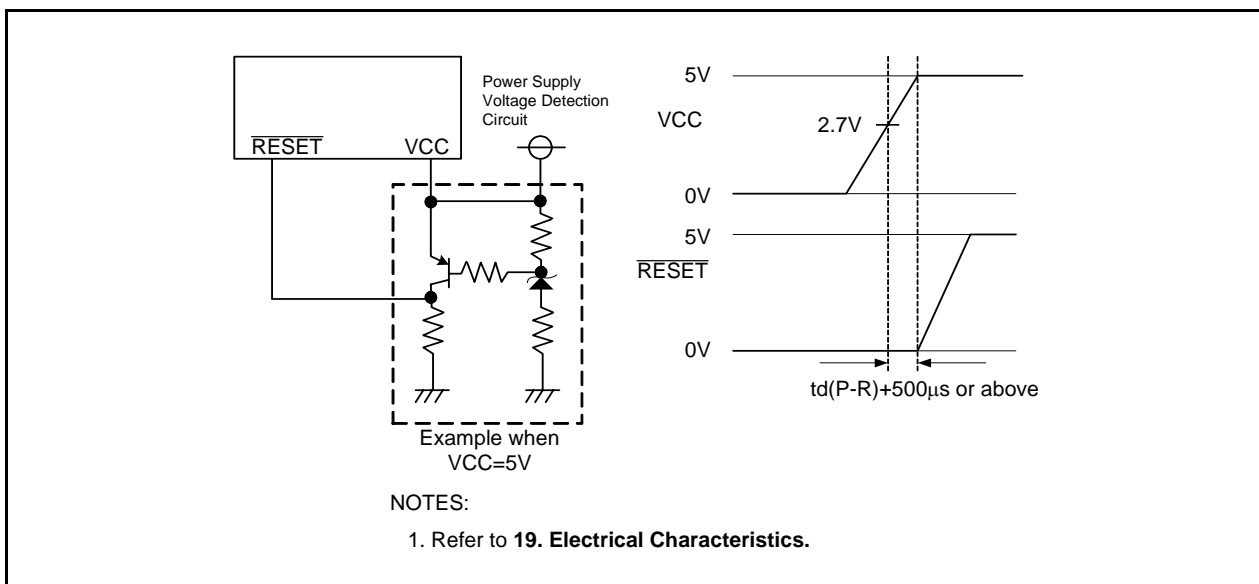 Power Supply
Voltage Detection
Circuit
RESET
VCC
Example when
VCC=5V
5V
VCC
2.7V
0V
5V
RESET
0V
td(P-R)+500μs or above
NOTES:
1. Refer to 19. Electrical Characteristics.